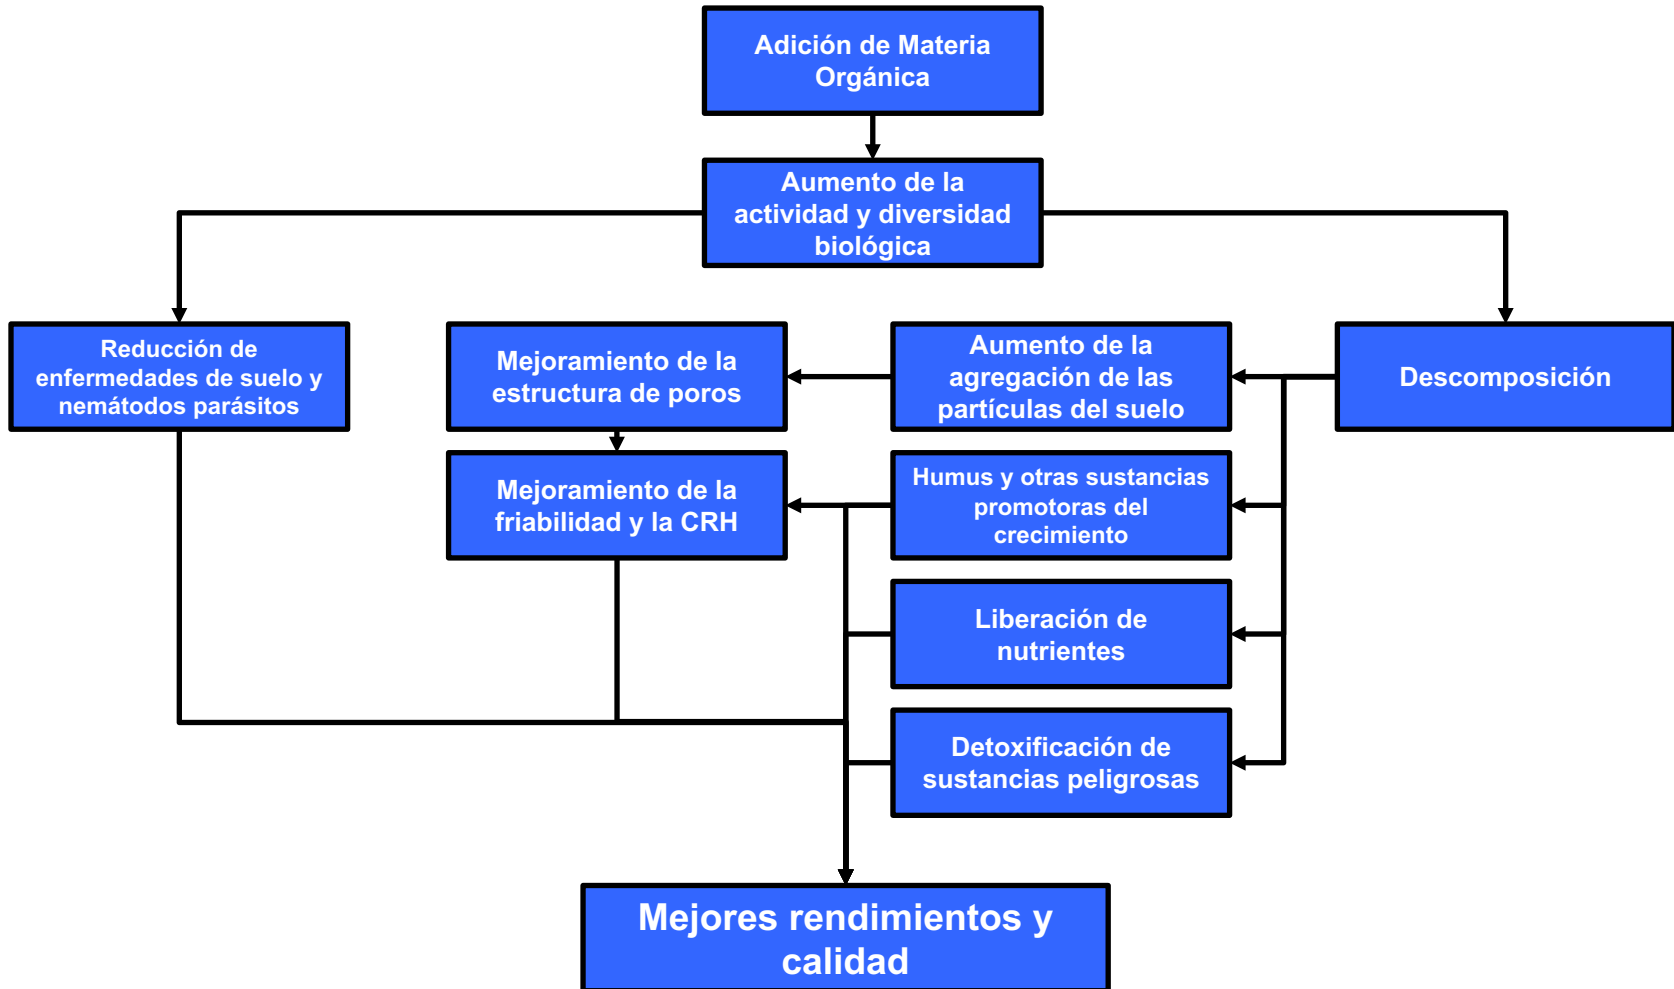 Adición de Materia
Orgánica
Aumento de la
actividad y diversidad
biológica
Reducción de
enfermedades de suelo y
nemátodos parásitos
Mejoramiento de la
estructura de poros
Aumento de la
agregación de las
partículas del suelo
Descomposición
Mejoramiento de la
friabilidad y la CRH
Humus y otras sustancias
promotoras del
crecimiento
Liberación de
nutrientes
Detoxificación de
sustancias peligrosas
Mejores rendimientos y
calidad